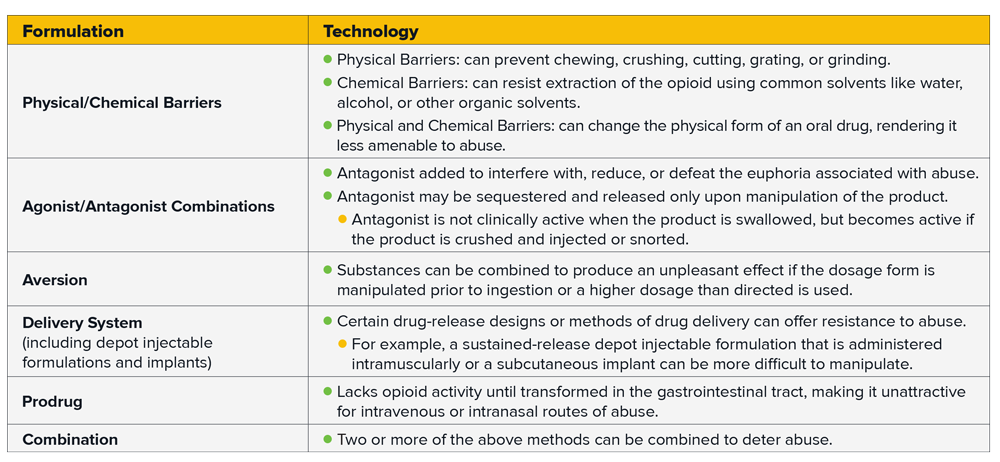 Formulation
Technology
Physical/Chemical Barriers
Physical Barriers: can prevent chewing, crushing, cutting, grating, or grinding.
Chemical Barriers: can resist extraction of the opioid using common solvents like water,
alcohol, or other organic solvents.
Physical and Chemical Barriers: can change the physical form of an oral drug, rendering it
less amenable to abuse.
Agonist/Antagonist Combinations
Antagonist added to interfere with, reduce, or defeat the euphoria associated with abuse.
Antagonist may be sequestered and released only upon manipulation of the product.
Antagonist is not clinically active when the product is swallowed, but becomes active if
the product is crushed and injected or snorted.
Aversion
Substances can be combined to produce an unpleasant effect if the dosage form is
manipulated prior to ingestion or a higher dosage than directed is used.
Delivery System
(including depot injectable
formulations and implants)
Certain drug-release designs or methods of drug delivery can offer resistance to abuse.
For example, a sustained-release depot injectable formulation that is administered
intramuscularly or a subcutaneous implant can be more difficult to manipulate.
Prodrug
Lacks opioid activity until transformed in the gastrointestinal tract, making it unattractive
for intravenous or intranasal routes of abuse.
Combination
Two or more of the above methods can be combined to deter abuse.